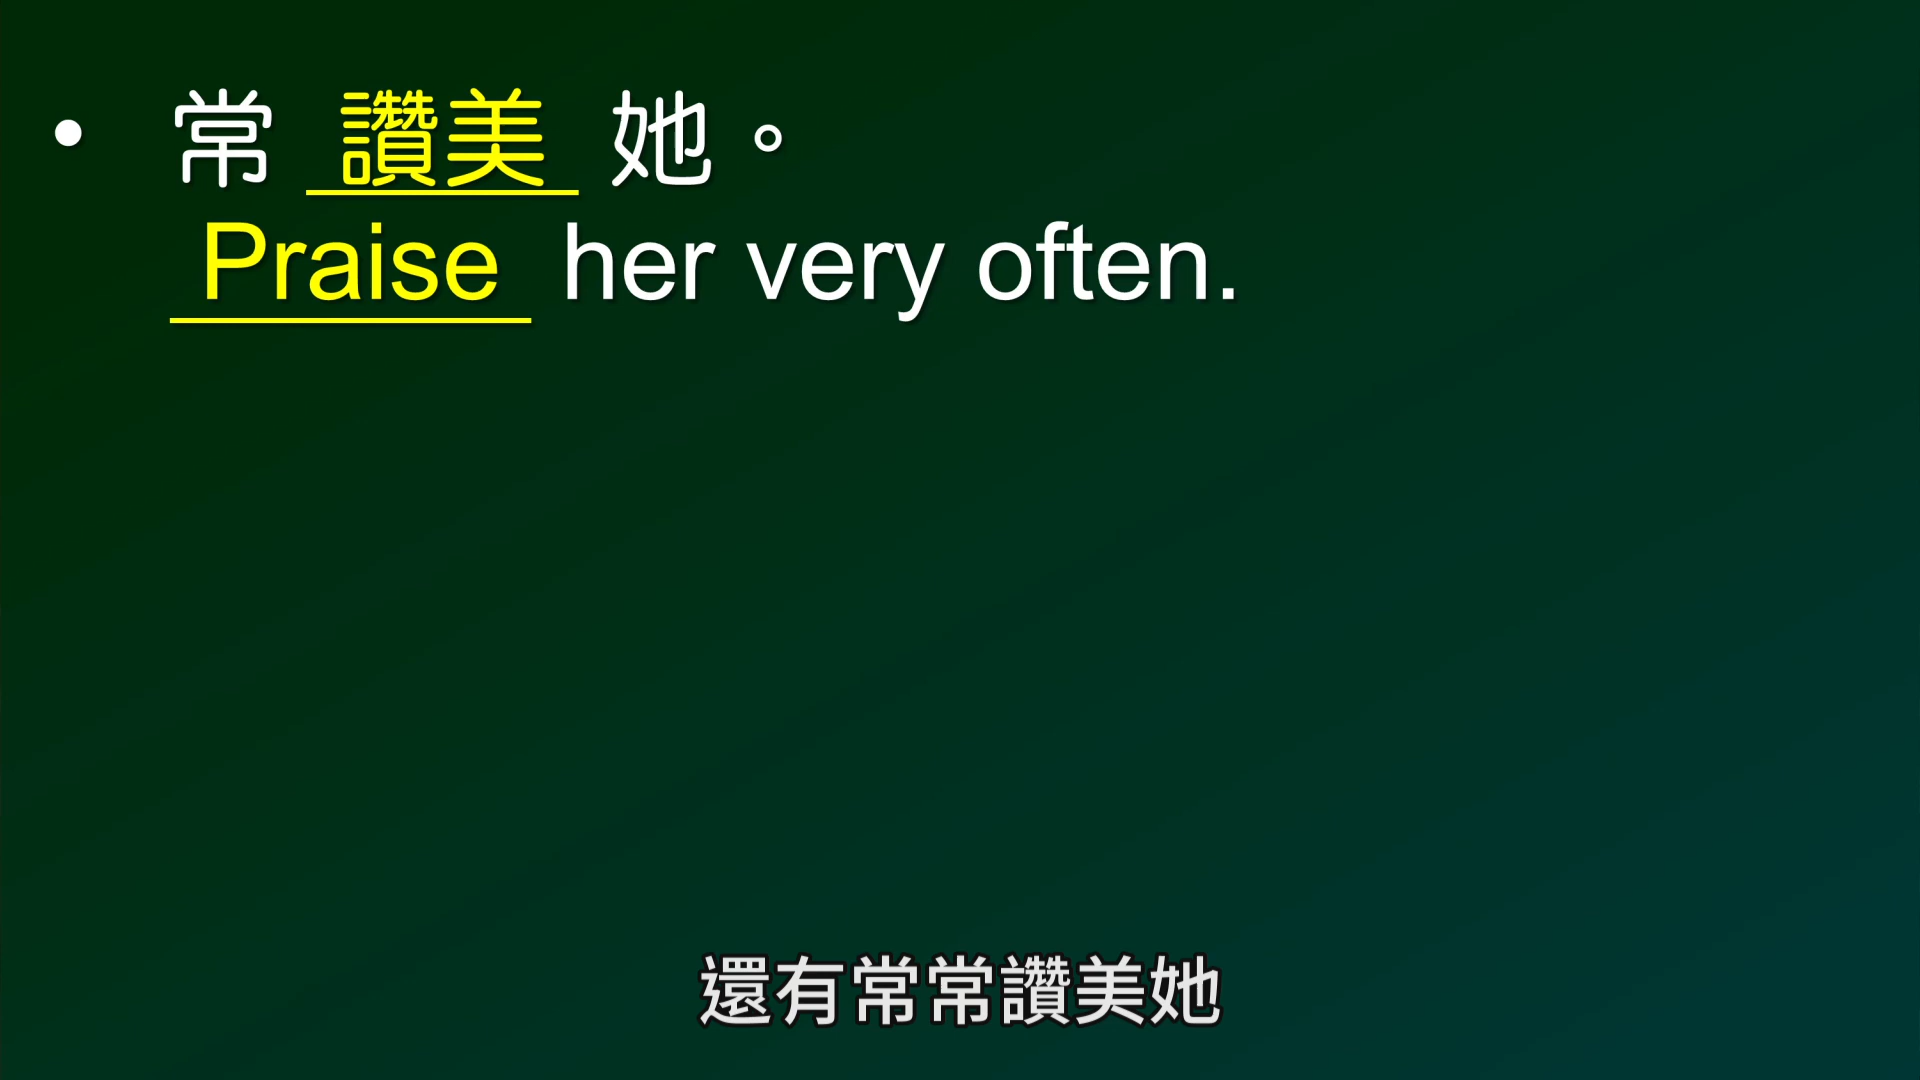 • 常 讚美 她。
Praise her very often.
還有常常讚美她